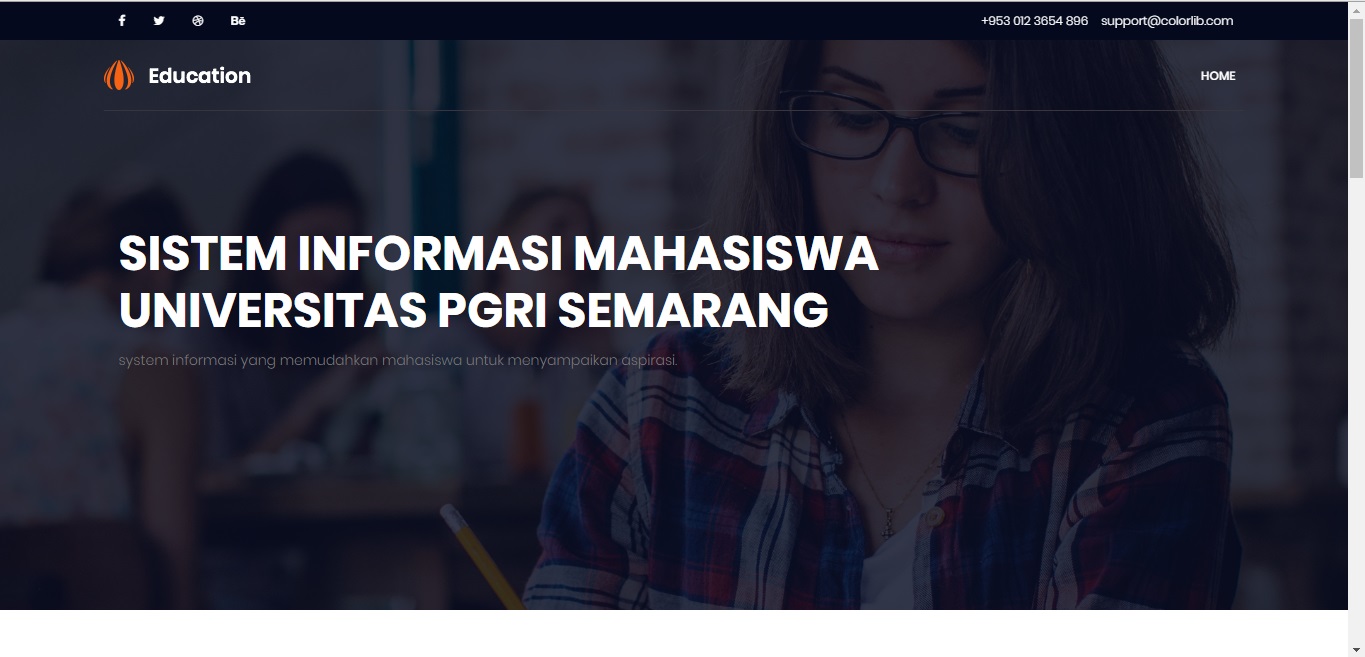 Bē
+953 012 3654 896 support@colorlib.com
Education
HOME
SISTEM INFORMASI MAHASISWA
UNIVERSITAS PGRI SEMARANG
system informasi yang memudahkan mahasiswa untuk menyampaikan aspirasi.